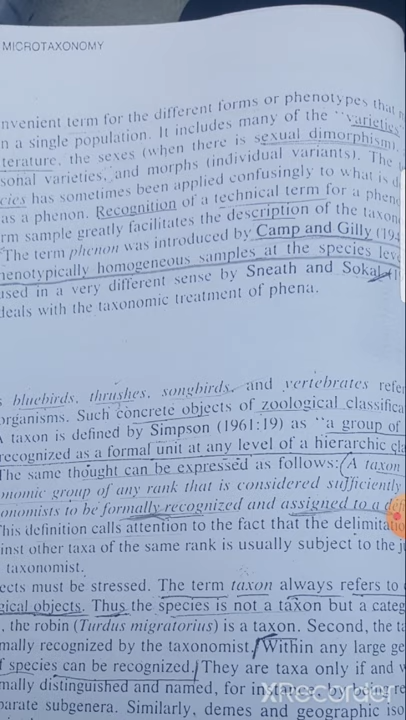 MICROTAXONOMY
nvenient term for the different forms or phenotypes that
n a single population. It includes many of the "varieties"
terature, the sexes (when there is sexual dimorphism),
sonal varieties, and morphs (individual variants). The
cies has sometimes been applied confusingly to what is
as a phenon. Recognition of a technical term for a
rm sample greatly facilitates the description of the
The term phenon was introduced by Camp and Gilly (194
henotypically homogeneous samples at the species
used in a very different sense by Sneath and Sokal
deals with the taxonomic treatment of phena.
s bluebirds, thrushes, songbirds, and vertebrates refe
organisms. Such concrete objects of zoological classifica
A taxon is defined by Simpson (1961:19) as "a group of
recognized as a formal unit at any level of a hierarchic cla
The same thought can be expressed as follows: A taxon
onomic group of any rank that is considered sufficiently
onomists to be formally recognized and assigned to a
This definition calls attention to the fact that the delimitatio
inst other taxa of the same rank is usually subject to the
taxonomist.
ects must be stressed. The term taxon always refers to
gical objects. Thus the species is not a taxon but a categ
, the robin (Turdus migratorius) is a taxon. Second, the ta
mally recognized by the taxonomist. Within any large ge
f species can be recognized. They are taxa only if and
mally distinguished and named, for instance, by
parate subgenera. Similarly, demes and geographic iso
XRecorder